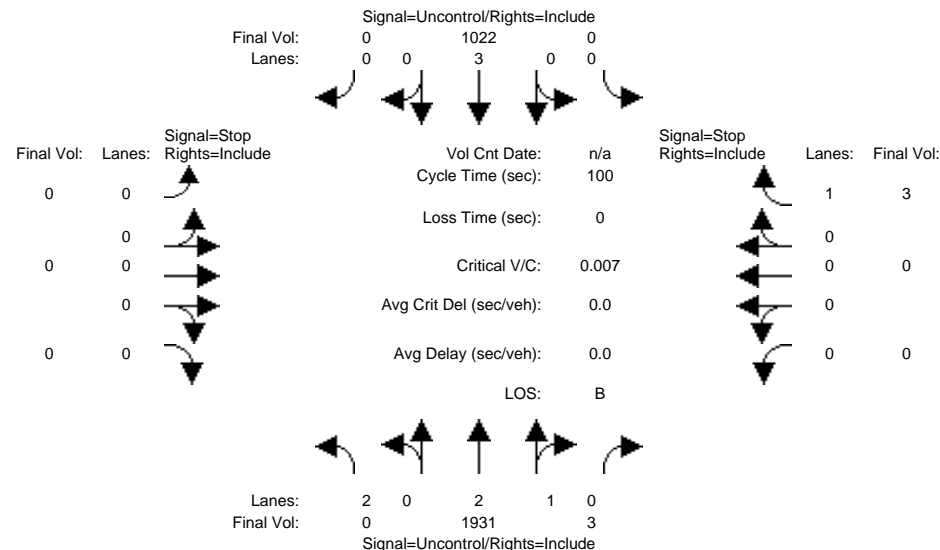 Signal=Uncontrol/Rights=Include
Final Vol: 0 1022 0
Lanes: 0 0 3 0 0
Signal=Stop
Final Vol: Lanes: Rights=Include
Vol Cnt Date: n/a
Signal=Stop
Rights=Include Lanes: Final Vol:
Cycle Time (sec): 100
0 0
1 3
Loss Time (sec): 0
0
0
0 0
Critical V/C: 0.007
0 0
0
Avg Crit Del (sec/veh): 0.0
0
0 0
Avg Delay (sec/veh): 0.0
0 0
LOS: B
Lanes: 2 0 2 1 0
Final Vol: 0 1931 3
Signal=Uncontrol/Rights=Include